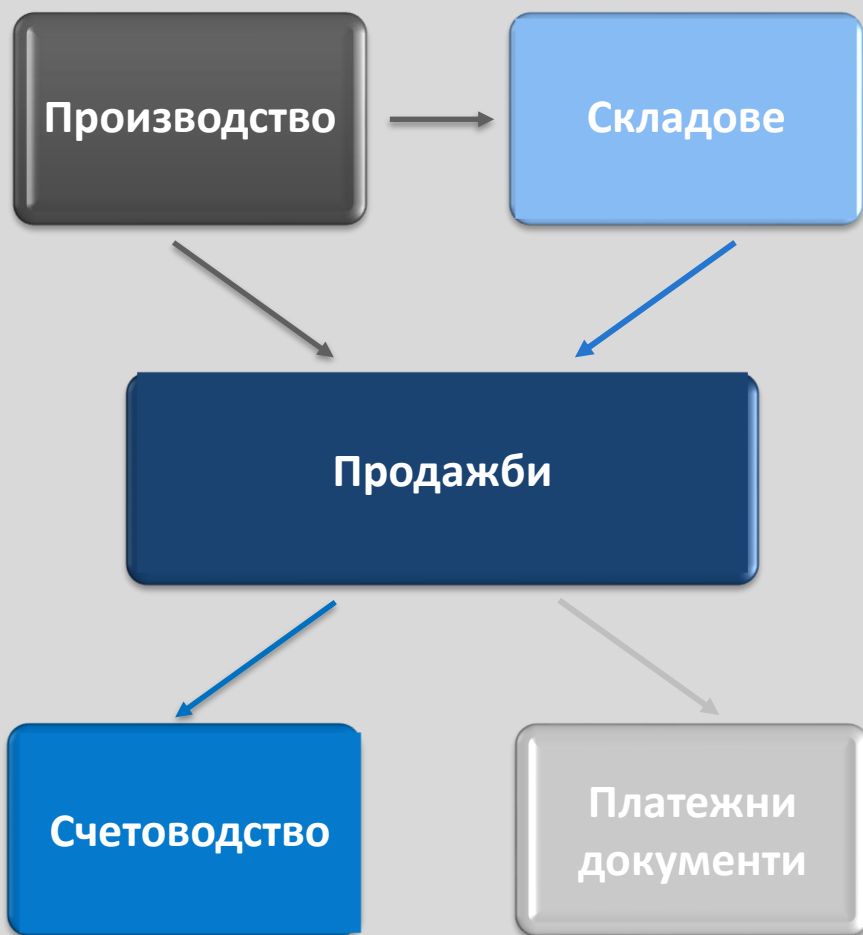 Производство
Складове
Продажби
Счетоводство
Платежни
документи